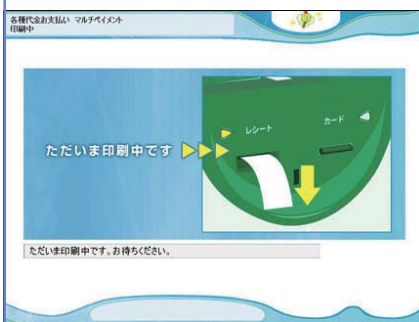 各種代金お支払い マルチペイメント
印刷中
ただいま印刷中です
レシート
カード
ただいま印刷中です。お待ちください。